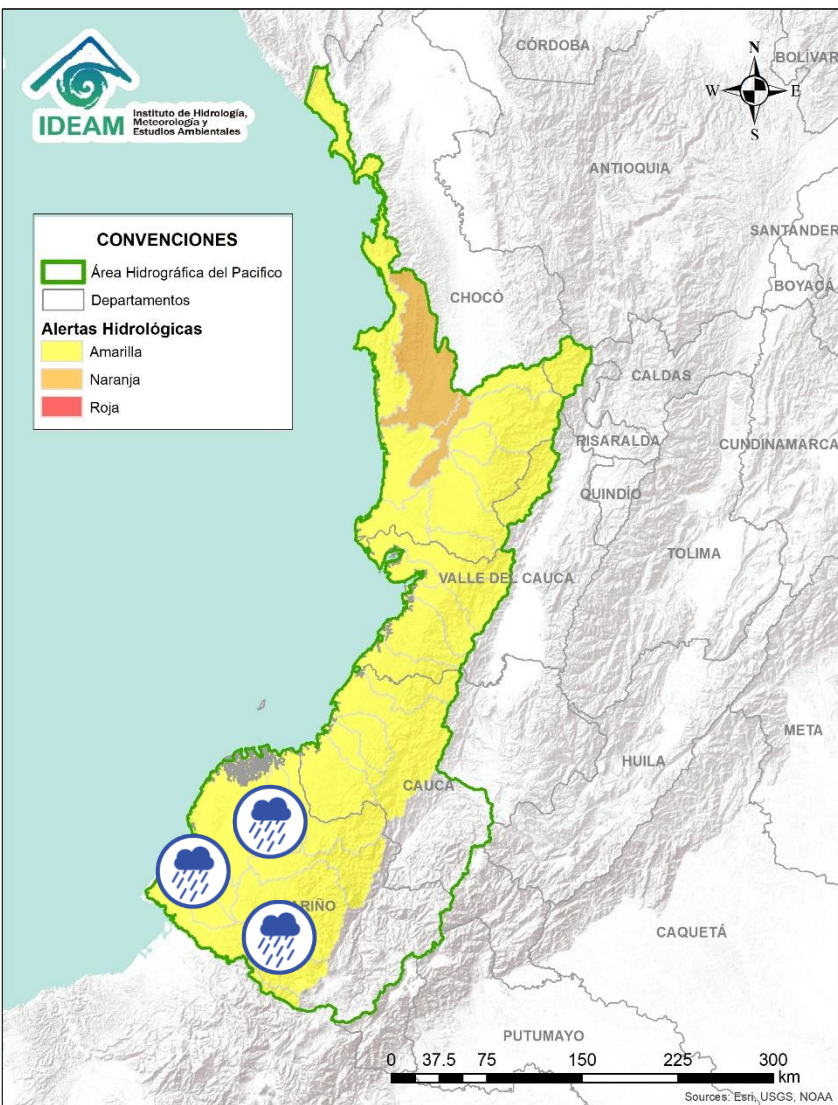 IDEAM
Instituto de Hidrología,
Meteorología y
Estudios Ambientales
CÓRDOBA
BOLÍVAR
N
W
E
S
ANTIOQUIA
SANTANDER
BOYACÁ
CONVENCIONES
Área Hidrográfica del Pacifico
Departamentos
Alertas Hidrológicas
Amarilla
Naranja
Roja
CHOCÓ
CALDAS
RISARALDA
CUNDINAMARCA
QUINDÍO
TOLIMA
VALLE DEL CAUCA
META
HUILA
CAUCA
ARIÑO
CAQUETÁ
PUTUMAYO
0 37.5 75 150 225 300
km
Sources: Esri, USGS, NOAA